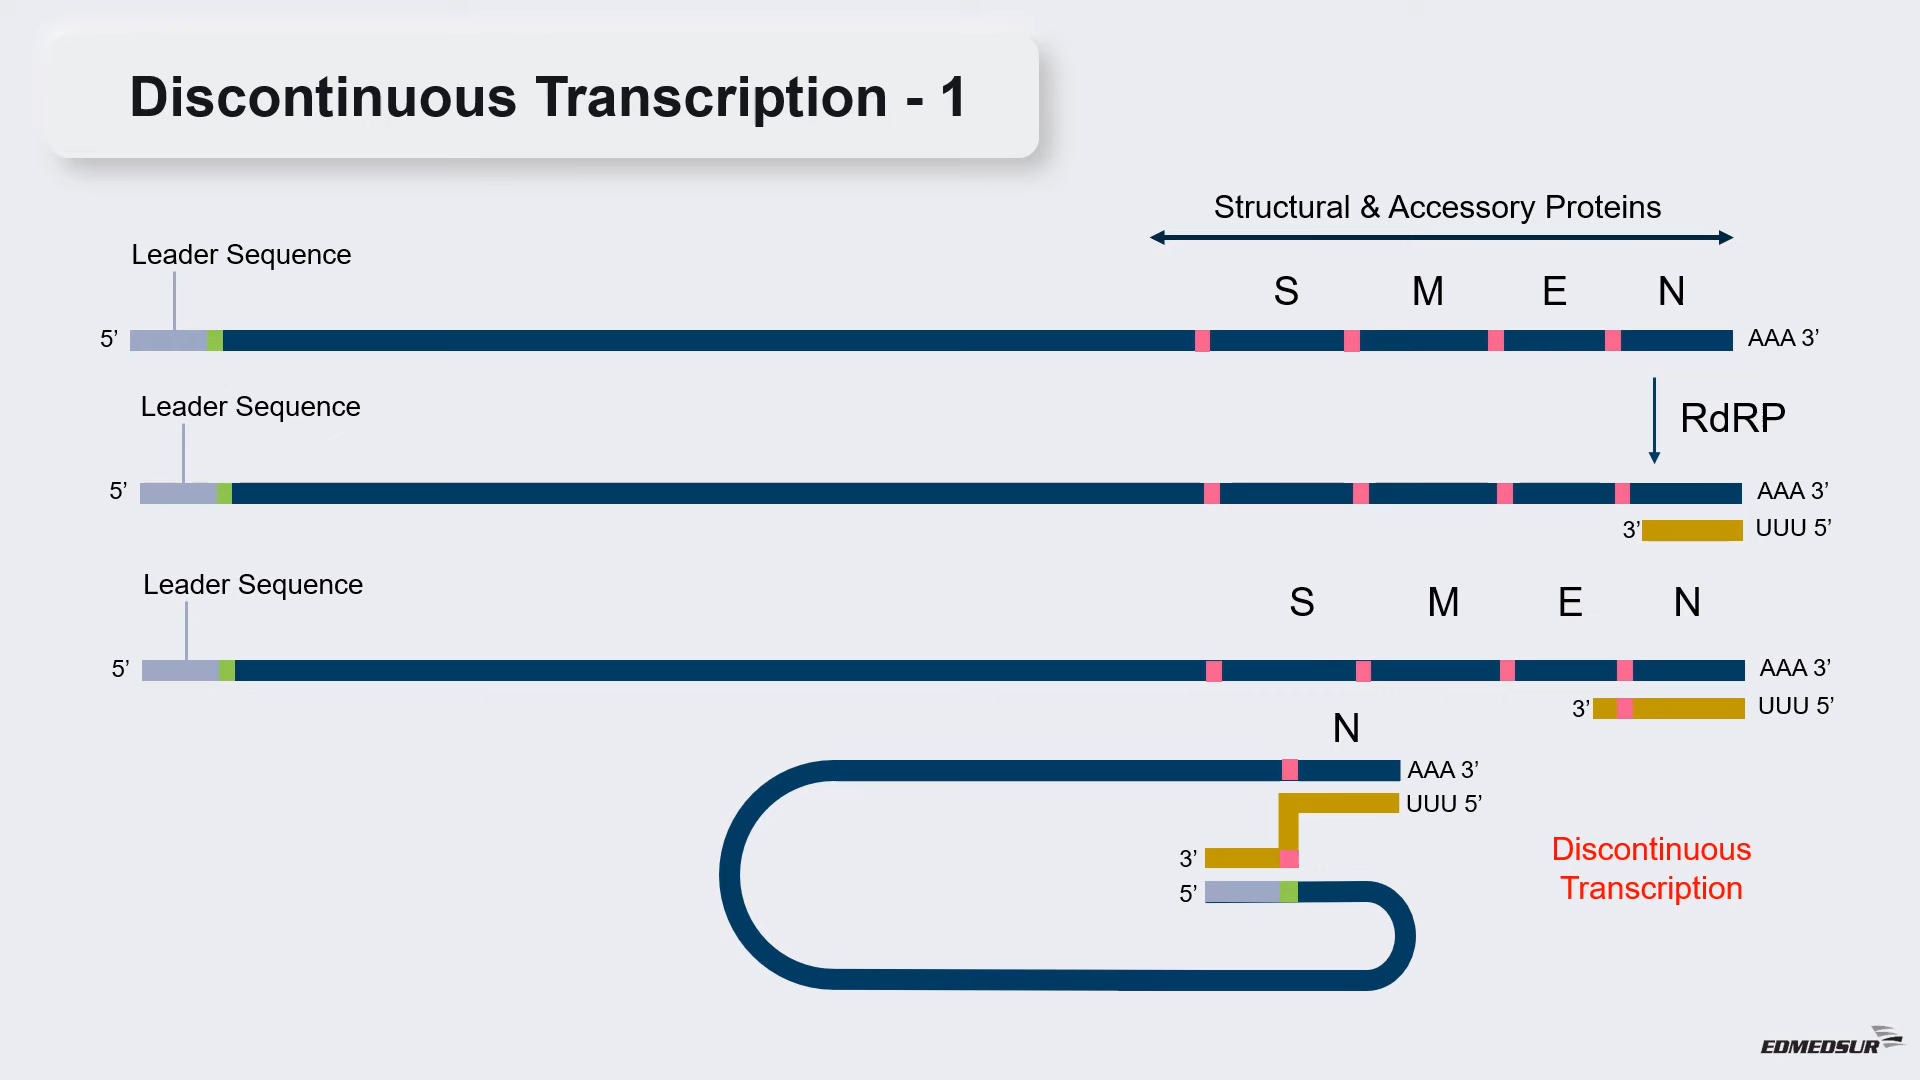 Discontinuous Transcription - 1
Structural & Accessory Proteins
Leader Sequence
S M E N
5’ AAA 3’
Leader Sequence
RdRP
5’ AAA 3’
3’ UUU 5’
Leader Sequence
S M E N
5’ AAA 3’
3’ UUU 5’
N
AAA 3’
UUU 5’
3’
5’
Discontinuous
Transcription
EDMEDSUR